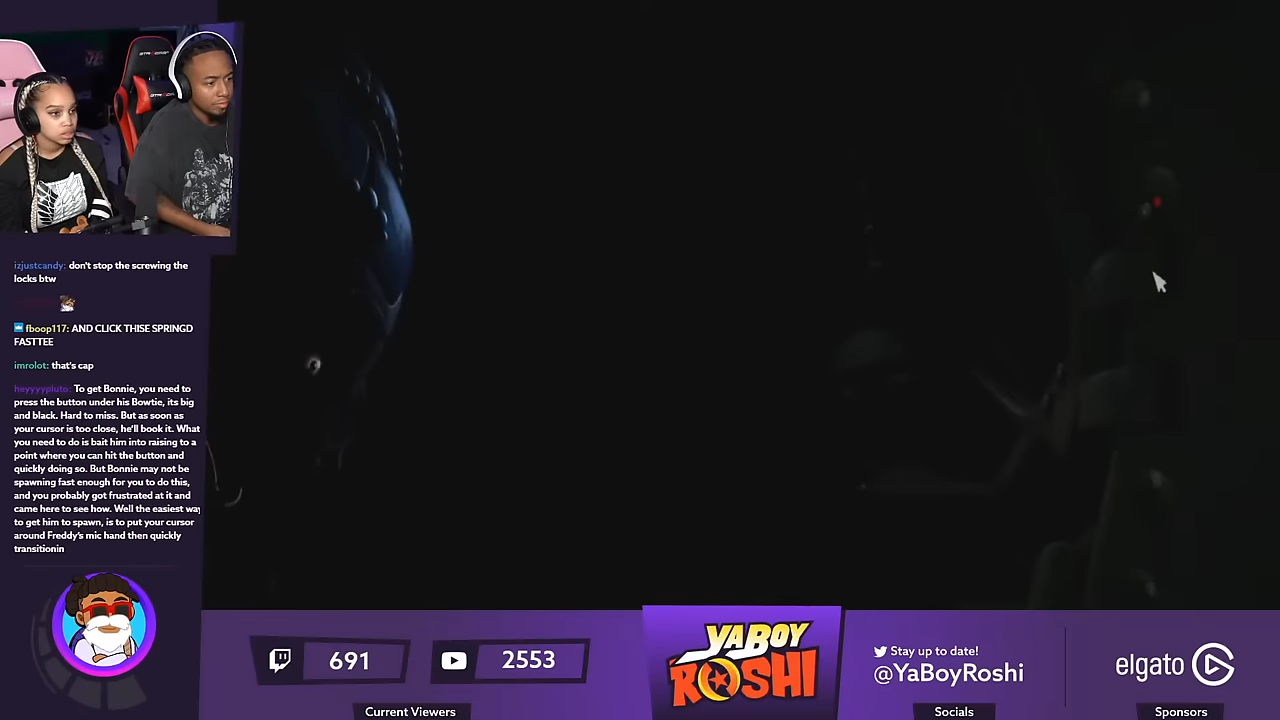 izjustcandy: don't stop the screwing the
locks btw
fboop117: AND CLICK THISE SPRINGD
FASTTEE
imrolot: that's cap
heyyyypluto: To get Bonnie, you need to
press the button under his Bowtie, its big
and black. Hard to miss. But as soon as
your cursor is too close, he'll book it. What
you need to do is bait him into raising to a
point where you can hit the button and
quickly doing so. But Bonnie may not be
spawning fast enough for you to do this,
and you probably got frustrated at it and
came here to see how. Well the easiest way
to get him to spawn, is to put your cursor
around Freddy's mic hand then quickly
transitionin
691
2553
Current Viewers
YABOY
ROSHI
Stay up to date!
@YaBoyRoshi
Socials
elgato
Sponsors